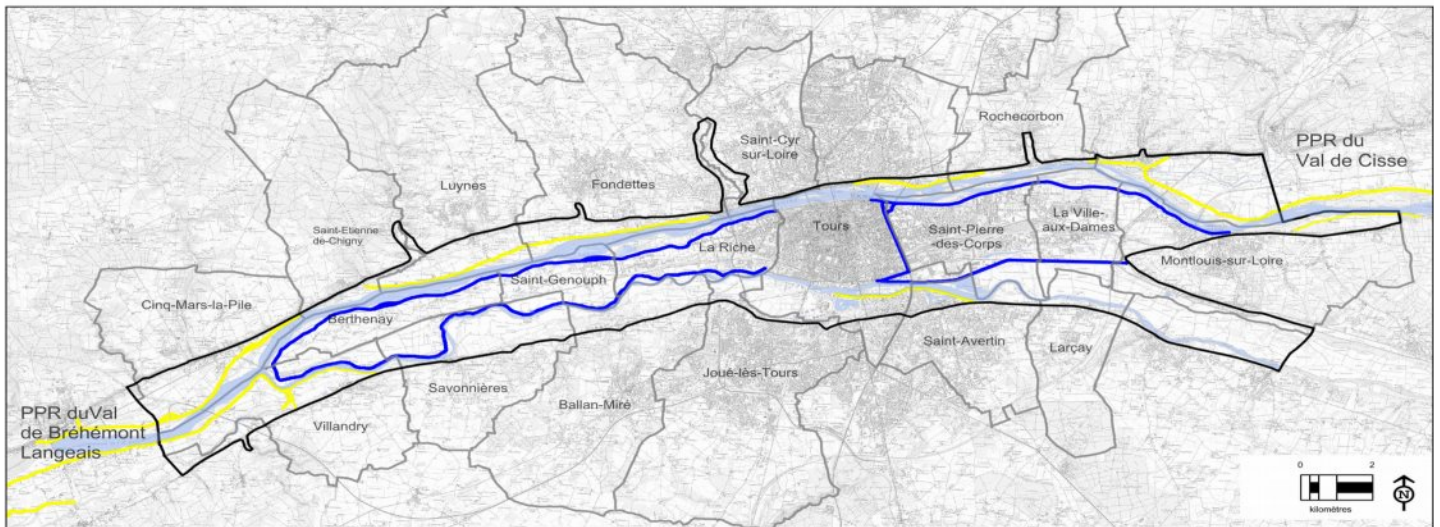 Rochecorbon
PPR du
Val de Cisse
Saint-Cyr
sur-Loire
Luynes
Fondettes
La Ville-
aux-Dames
Tours
Saint-Pierre
-des-Corps
Saint-Etienne
de-Chigny
La Riche
Montlouis-sur-Loire
Saint-Genouph
Cinq-Mars-la-Pile
Berthenay
Saint-Avertin
Larçay
Joué-lès-Tours
Savonnières
Ballan-Miré
PPR duVal
de Bréhémont
Langeais
Villandry
0 2
kilomètres
N